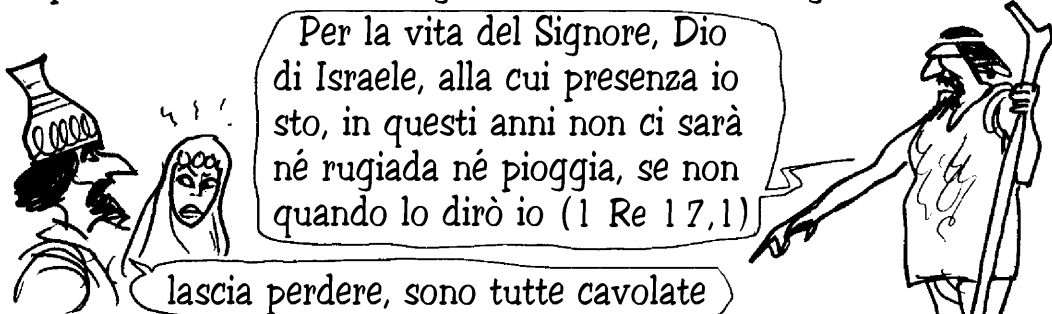 Per la vita del Signore, Dio
di Israele, alla cui presenza io
sto, in questi anni non ci sarà
né rugiada né pioggia, se non
quando lo dirò io (1 Re 17,1)
lascia perdere, sono tutte cavolate